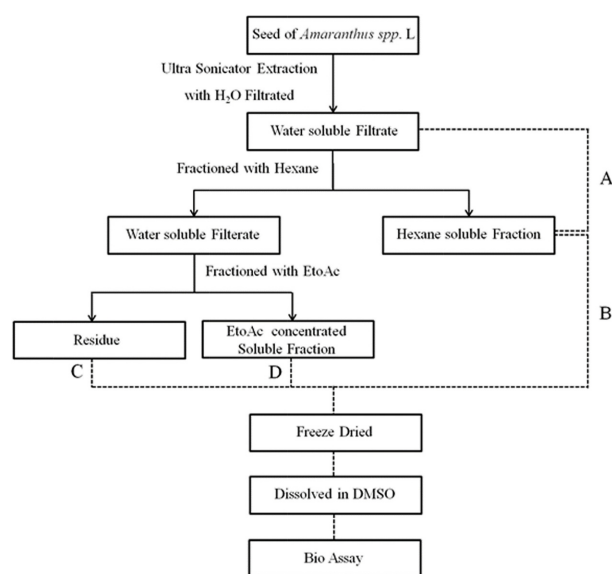 Seed of Amaranthus spp. L
Ultra Sonicator Extraction
with H₂O Filtrated
Water soluble Filtrate
A
Fractioned with Hexane
Water soluble Filterate
Hexane soluble Fraction
Fractioned with EtoAc
B
Residue
EtoAc concentrated
Soluble Fraction
C
D
Freeze Dried
Dissolved in DMSO
Bio Assay